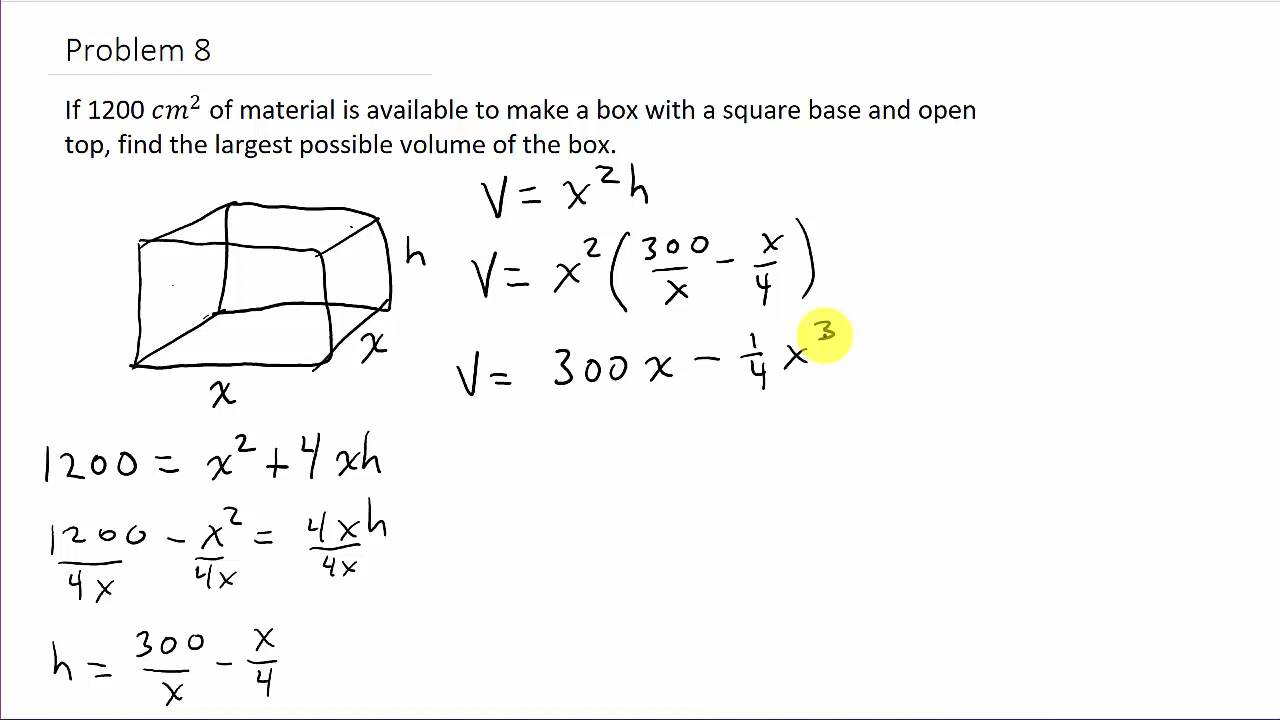 Problem 8
If 1200 cm² of material is available to make a box with a square base and open
top, find the largest possible volume of the box.
V = x²h
h
V = x²(300/x - x/4)
x
V = 300x - 1/4 x³
x
1200 = x² + 4xh
1200/4x - x²/4x = 4xh/4x
h = 300/x - x/4